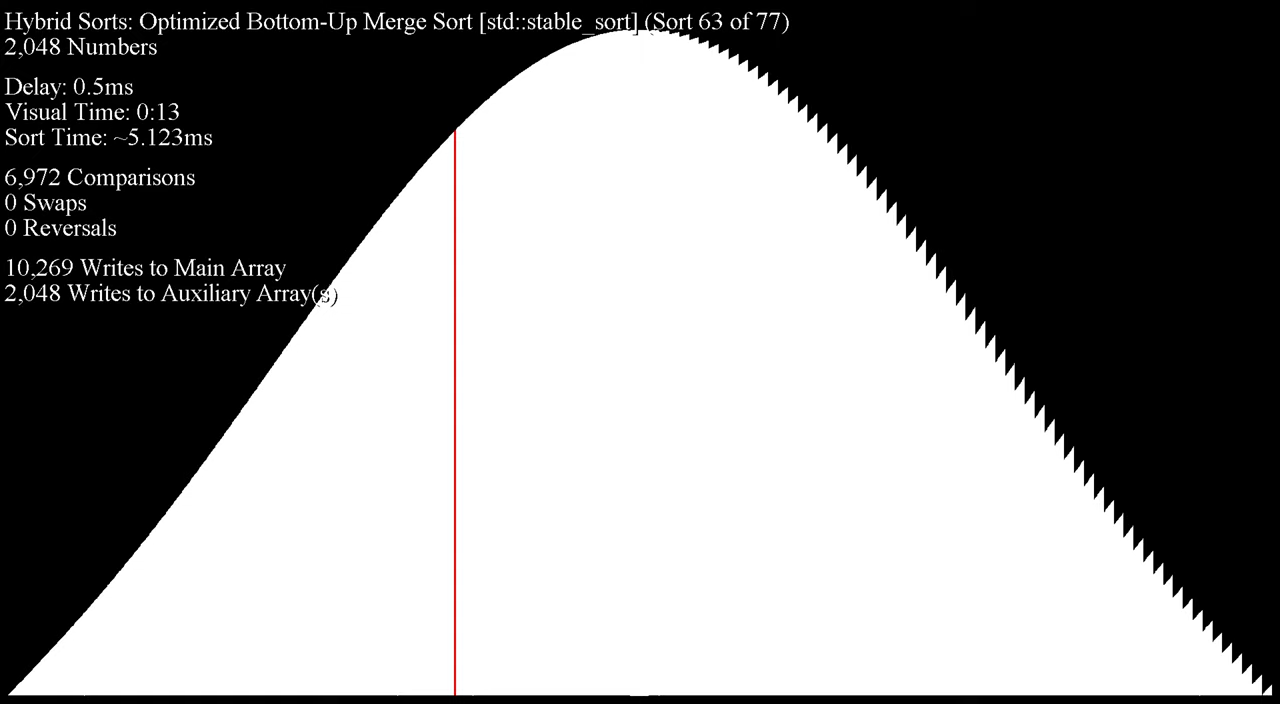 Hybrid Sorts: Optimized Bottom-Up Merge Sort [std::stable_sort] (Sort 63 of 77)
2,048 Numbers
Delay: 0.5ms
Visual Time: 0:13
Sort Time: ~5.123ms
6,972 Comparisons
0 Swaps
0 Reversals
10,269 Writes to Main Array
2,048 Writes to Auxiliary Array(s)